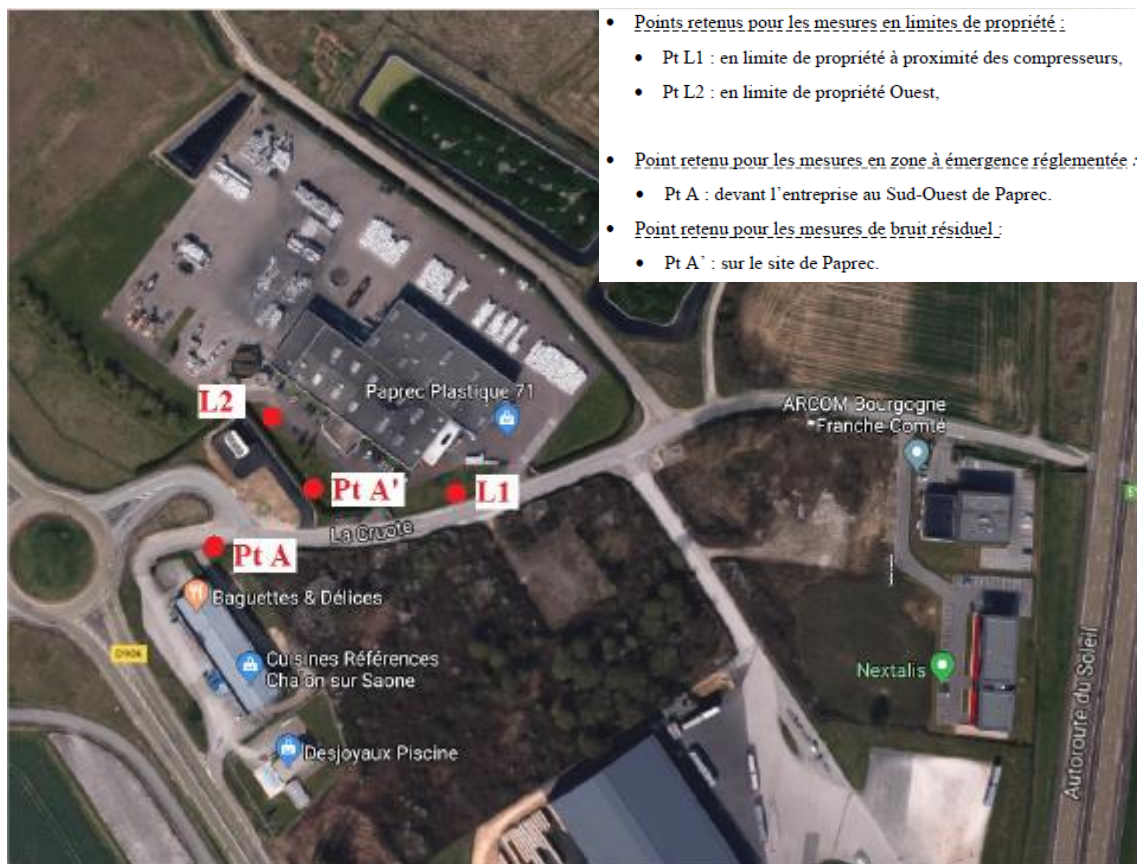 • Points retenus pour les mesures en limites de propriété :
• Pt L1 : en limite de propriété à proximité des compresseurs,
• Pt L2 : en limite de propriété Ouest,
• Point retenu pour les mesures en zone à émergence réglementée :
• Pt A : devant l'entreprise au Sud-Ouest de Paprec.
• Point retenu pour les mesures de bruit résiduel :
• Pt A' : sur le site de Paprec.
Paprec Plastique 71
L2
ARCOM Bourgogne
Franche Comté
Pt A'
L1
La Cruote
Pt A
Baguettes & Délices
D906
Cuisines Références
Chalon sur Saone
Nextalis
Desjoyaux Piscine
Autoroute du Soleil